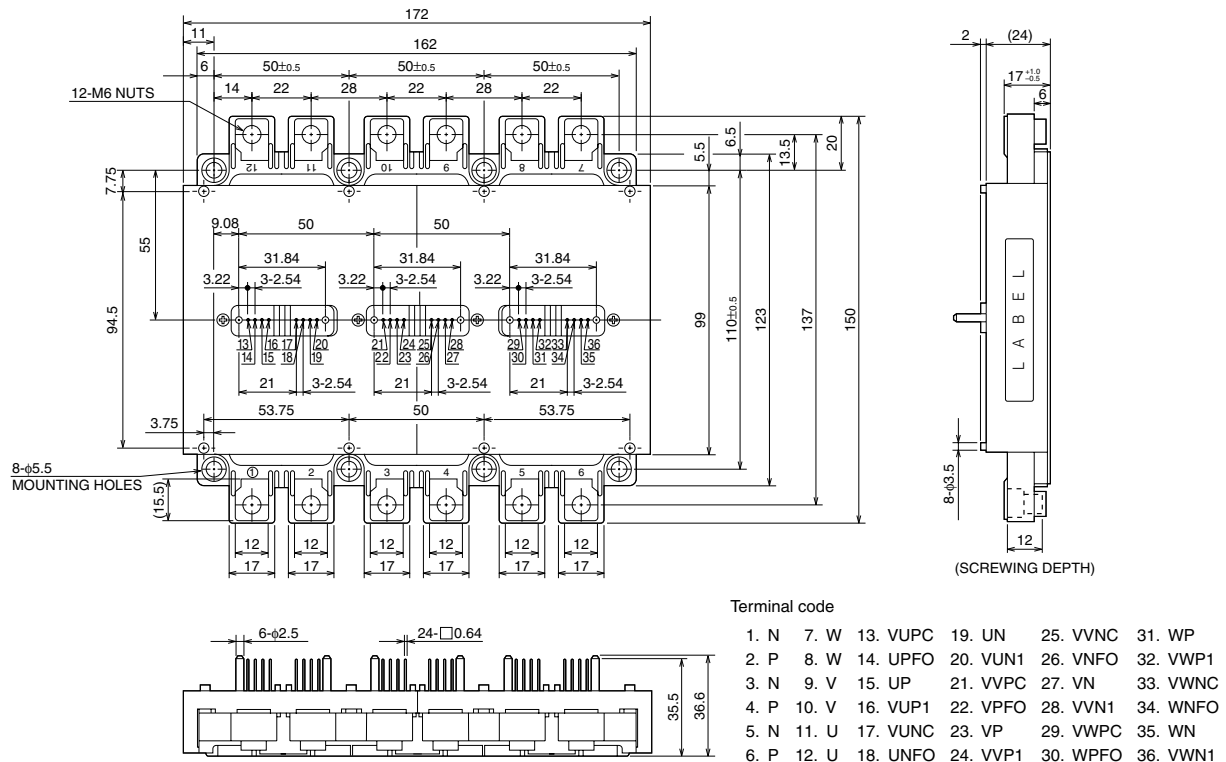 172
11
162
6
50±0.5 50±0.5 50±0.5
14 22 28 22 28 22
12-M6 NUTS
12 11 10 9 8 7
7.75
55
94.5
9.08 50 50
31.84 31.84 31.84
3.22 3-2.54 3.22 3-2.54 3.22 3-2.54
13 16 17 20 21 24 25 28 29 32 33 36
14 15 18 19 22 23 26 27 30 31 34 35
21 3-2.54 21 3-2.54 21 3-2.54
53.75 50 53.75
3.75
8-ϕ5.5
MOUNTING HOLES
1 2 3 4 5 6
(15.5)
12 12 12 12 12 12
17 17 17 17 17 17
5.5
6.5
13.5
20
99
110±0.5
123
137
150
2 (24)
17 +1.0 -0.5
6
LABEL
8-ϕ3.5
12
(SCREWING DEPTH)
6-ϕ2.5
24-□0.64
35.5
36.6
Terminal code
1. N 7. W 13. VUPC 19. UN 25. VVNC 31. WP
2. P 8. W 14. UPFO 20. VUN1 26. VNFO 32. VWP1
3. N 9. V 15. UP 21. VVPC 27. VN 33. VWNC
4. P 10. V 16. VUP1 22. VPFO 28. VVN1 34. WNFO
5. N 11. U 17. VUNC 23. VP 29. VWPC 35. WN
6. P 12. U 18. UNFO 24. VVP1 30. WPFO 36. VWN1